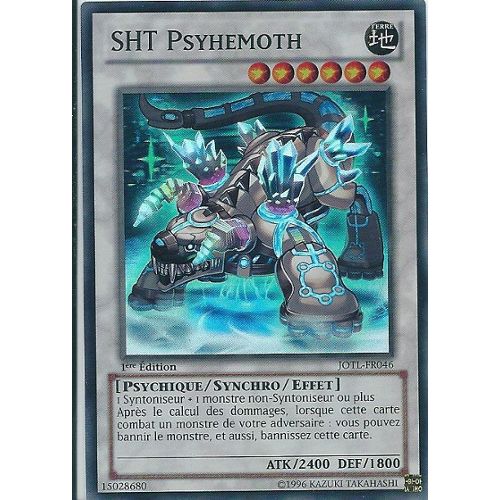 SHT PSYHEMOTH
TERRE
地
1ère Édition
JOTL-FR046
[PSYCHIQUE/SYNCHRO/EFFET]
1 Syntoniseur + 1 monstre non-Syntoniseur ou plus
Après le calcul des dommages, lorsque cette carte
combat un monstre de votre adversaire : vous pouvez
bannir le monstre, et aussi, bannissez cette carte.
ATK/2400 DEF/1800
15028680
©1996 KAZUKI TAKAHASHI